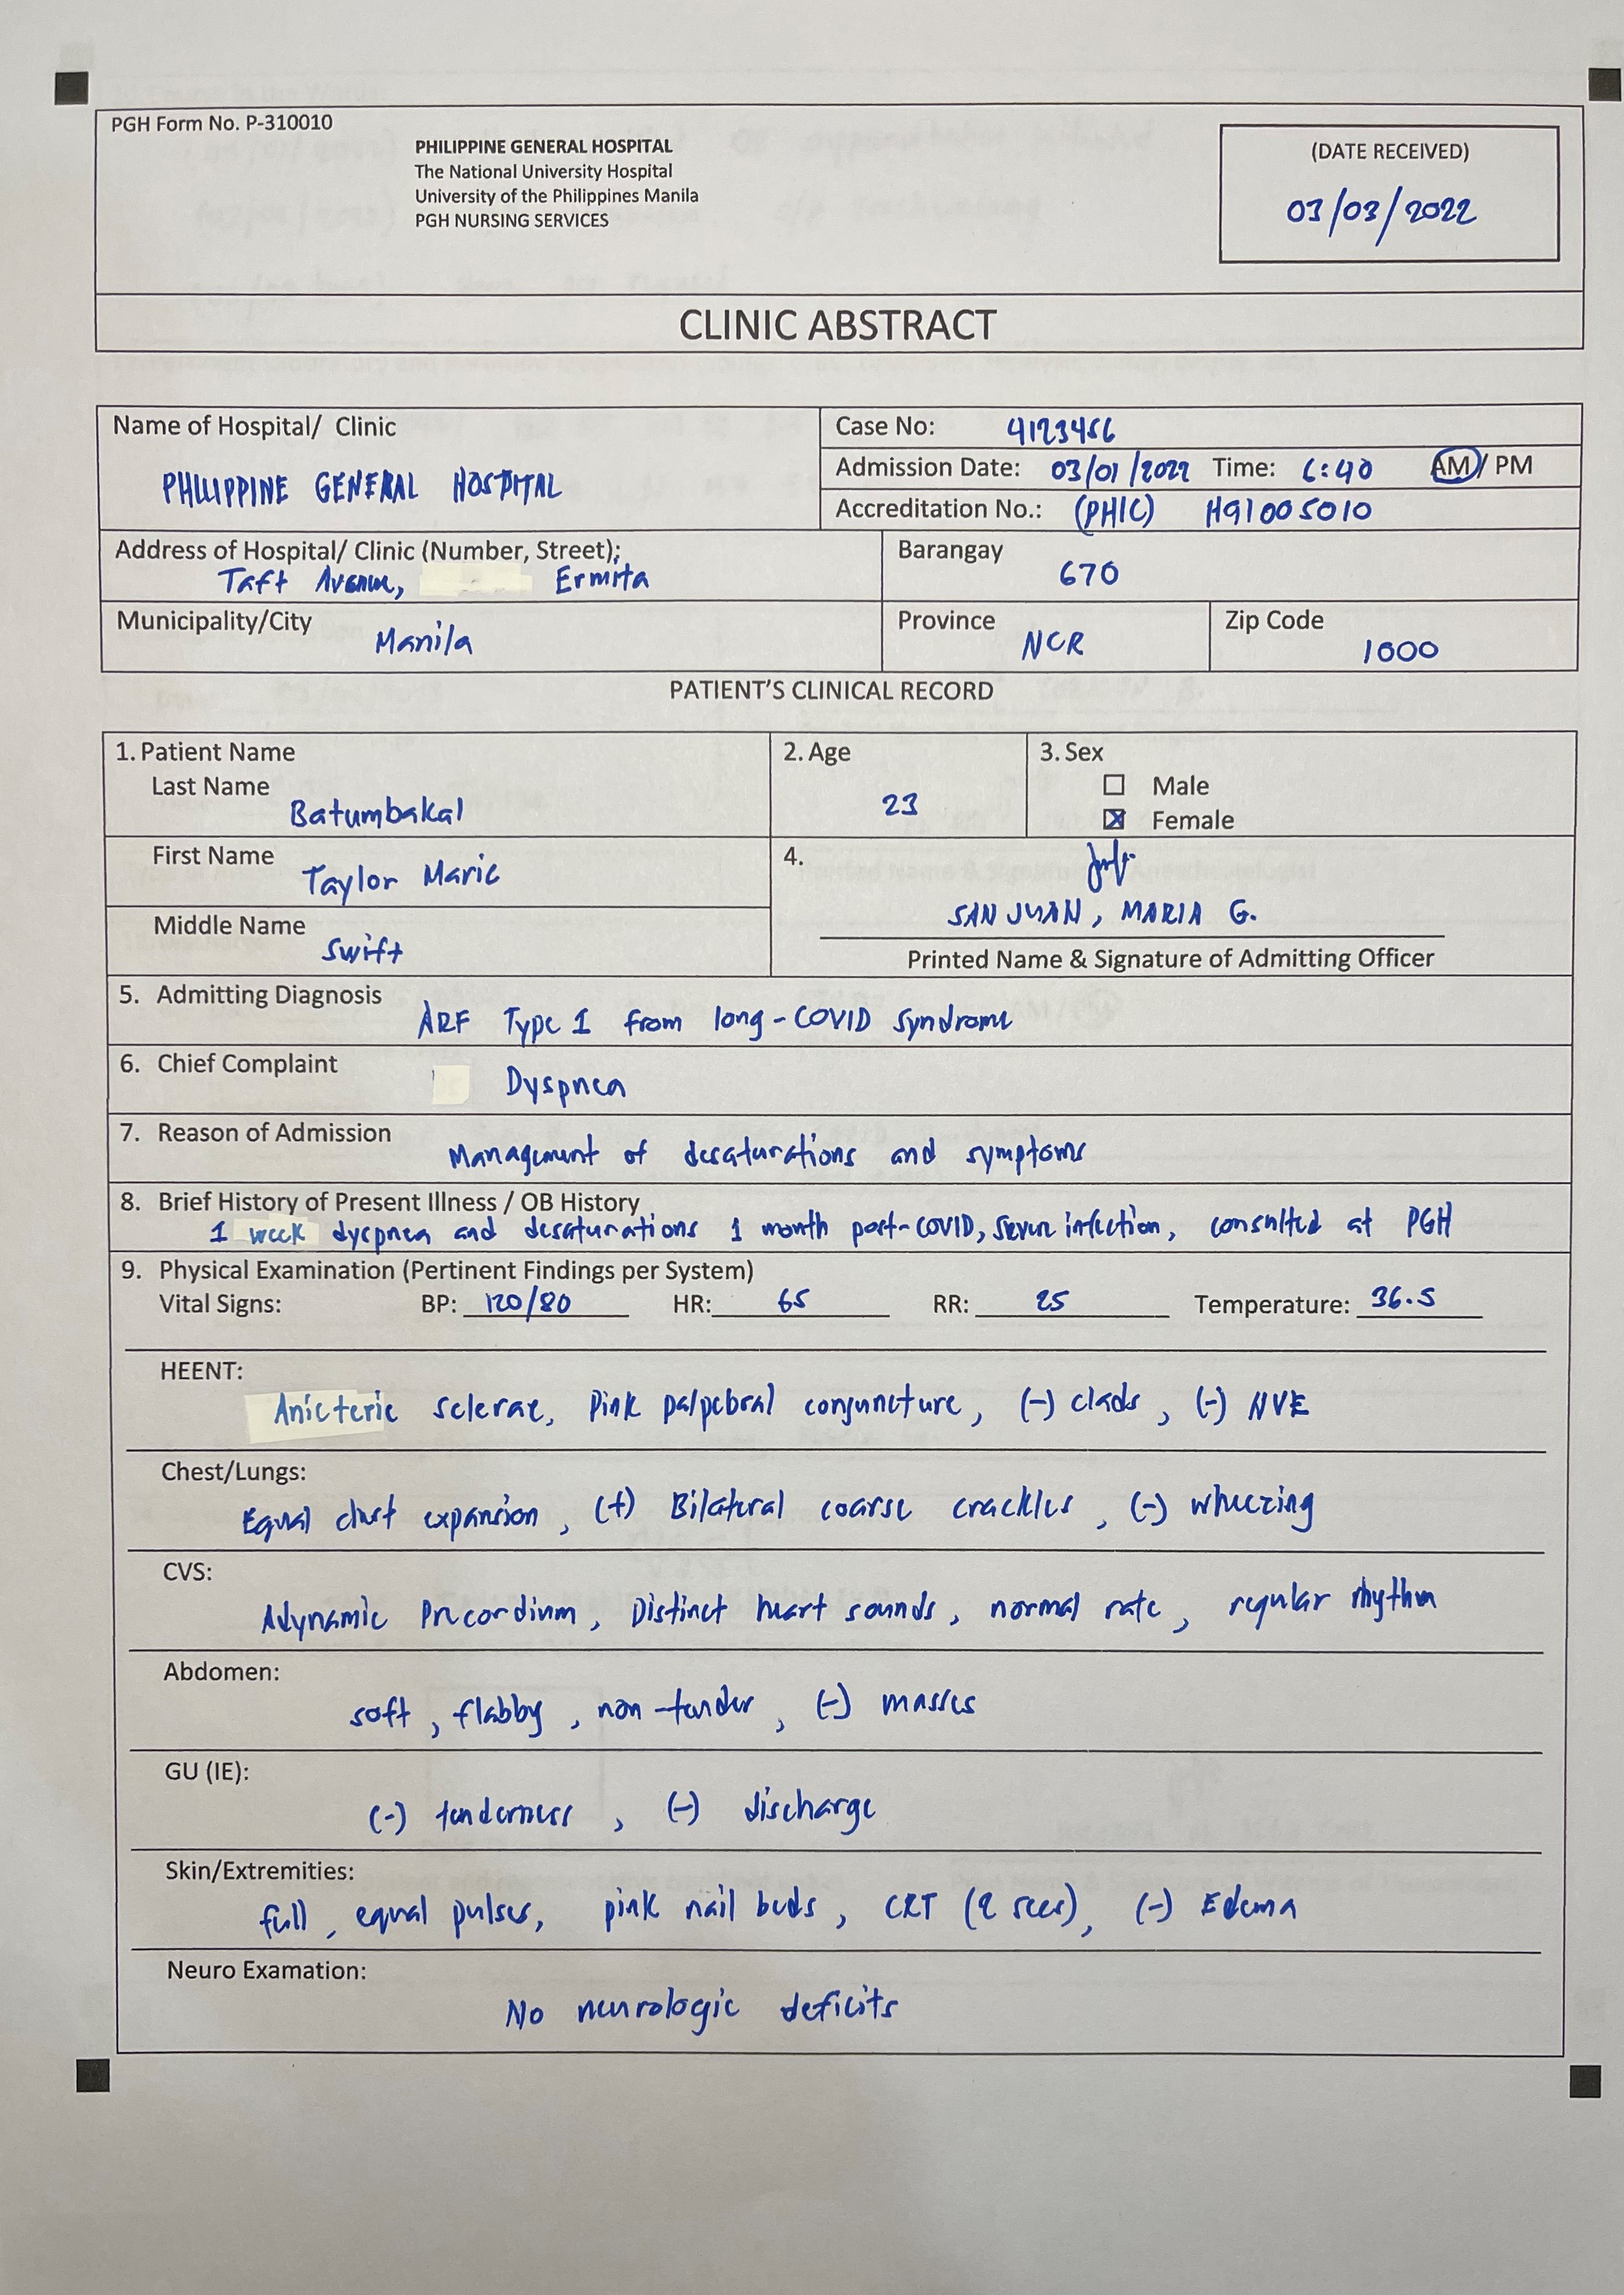 PGH Form No. P-310010
PHILIPPINE GENERAL HOSPITAL
The National University Hospital
University of the Philippines Manila
PGH NURSING SERVICES
(DATE RECEIVED)
03/03/2022
CLINIC ABSTRACT
Name of Hospital/ Clinic
PHILIPPINE GENERAL HOSPITAL
Case No: 4123456
Admission Date: 03/01/2022 Time: 6:40 AM/ PM
Accreditation No.: (PHIC) H91005010
Address of Hospital/ Clinic (Number, Street):
Taft Avenue, Ermita
Barangay
670
Municipality/City
Manila
Province
NCR
Zip Code
1000
PATIENT'S CLINICAL RECORD
1. Patient Name
Last Name
Batumbakal
2. Age
23
3. Sex
Male
Female
First Name
Taylor Marie
Middle Name
Swift
4.
SAN JUAN, MARIA G.
Printed Name & Signature of Admitting Officer
5. Admitting Diagnosis
ARF Type 1 from long-COVID syndrome
6. Chief Complaint
Dyspnea
7. Reason of Admission
Management of desaturations and symptoms
8. Brief History of Present Illness / OB History
1 week dyspnea and desaturations 1 month post-COVID, severe infection, consulted at PGH
9. Physical Examination (Pertinent Findings per System)
Vital Signs: BP: 120/80 HR: 65 RR: 25 Temperature: 36.5
HEENT:
Anicteric sclerae, Pink palpebral conjuncture, (-) clads, (-) NVE
Chest/Lungs:
Equal chest expansion, (+) Bilateral coarse crackles, (-) wheezing
CVS:
Adynamic Precordium, Distinct heart sounds, normal rate, regular rhythm
Abdomen:
soft, flabby, non-tender, (-) masses
GU (IE):
(-) tenderness, (-) discharge
Skin/Extremities:
full, equal pulses, pink nail beds, CRT (2 secs), (-) Edema
Neuro Examation:
No neurologic deficits